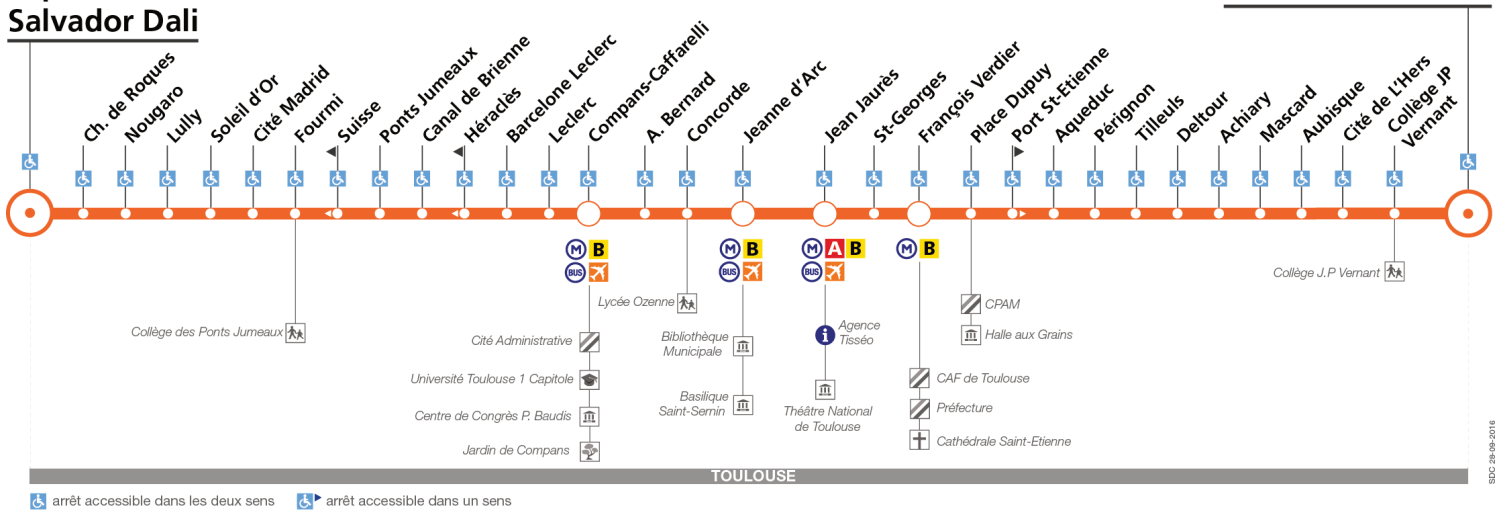 Salvador Dali
Ch. de Roques
Nougaro
Lully
Soleil d'Or
Cité Madrid
Fourmi
Suisse
Ponts Jumeaux
Canal de Brienne
Héraclès
Barcelone Leclerc
Leclerc
Compans-Caffarelli
A. Bernard
Concorde
Jeanne d'Arc
Jean Jaurès
St-Georges
François Verdier
Place Dupuy
Port St-Etienne
Aqueduc
Pérignon
Tilleuls
Deltour
Achiary
Mascard
Aubisque
Cité de L'Hers
Collège JP
Vernant
M B
BUS
M B
BUS
M A B
BUS
M B
Collège des Ponts Jumeaux
Cité Administrative
Université Toulouse 1 Capitole
Centre de Congrès P. Baudis
Jardin de Compans
Lycée Ozenne
Bibliothèque
Municipale
Basilique
Saint-Sernin
i
Agence
Tisséo
Théâtre National
de Toulouse
CAF de Toulouse
Préfecture
Cathédrale Saint-Etienne
CPAM
Halle aux Grains
Collège J.P Vernant
TOULOUSE
arrêt accessible dans les deux sens
arrêt accessible dans un sens
SDC 28-09-2016